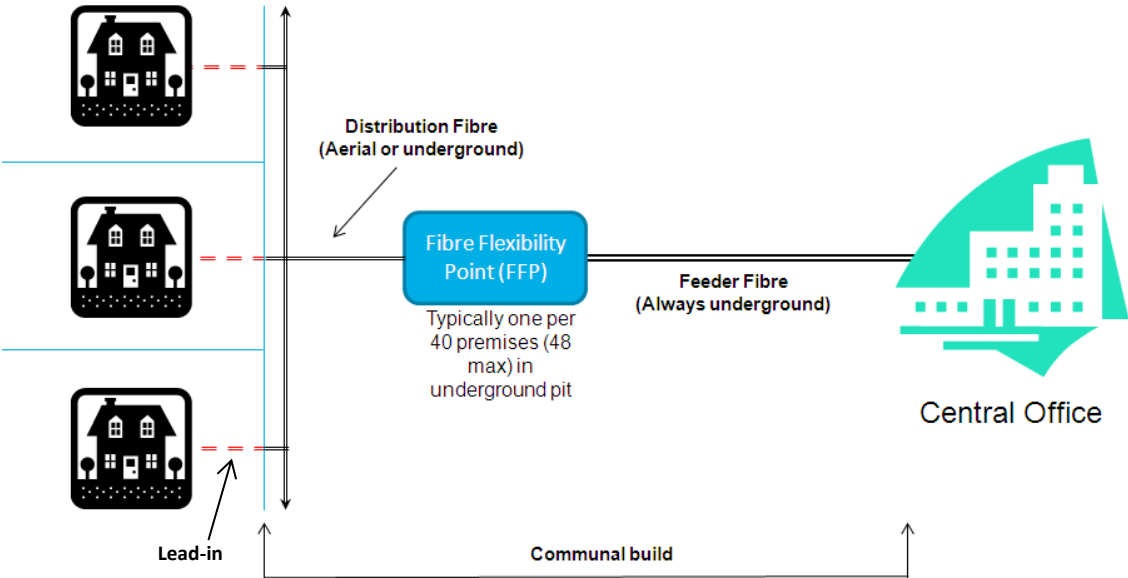 Distribution Fibre
(Aerial or underground)
Fibre Flexibility
Point (FFP)
Typically one per
40 premises (48
max) in
underground pit
Feeder Fibre
(Always underground)
Central Office
Lead-in
Communal build